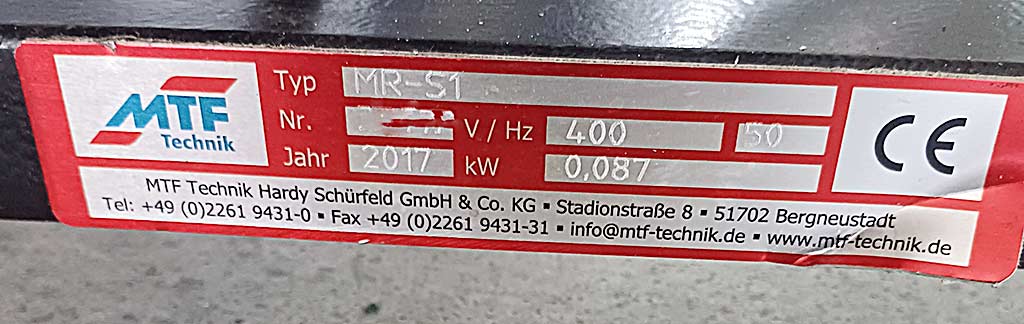 MTF
Technik
Typ MR-S1
Nr. V / Hz 400 50
Jahr 2017 kW 0,087
CE
MTF Technik Hardy Schürfeld GmbH & Co. KG ▪ Stadionstraße 8 ▪ 51702 Bergneustadt
Tel: +49 (0)2261 9431-0 ▪ Fax +49 (0)2261 9431-31 ▪ info@mtf-technik.de ▪ www.mtf-technik.de